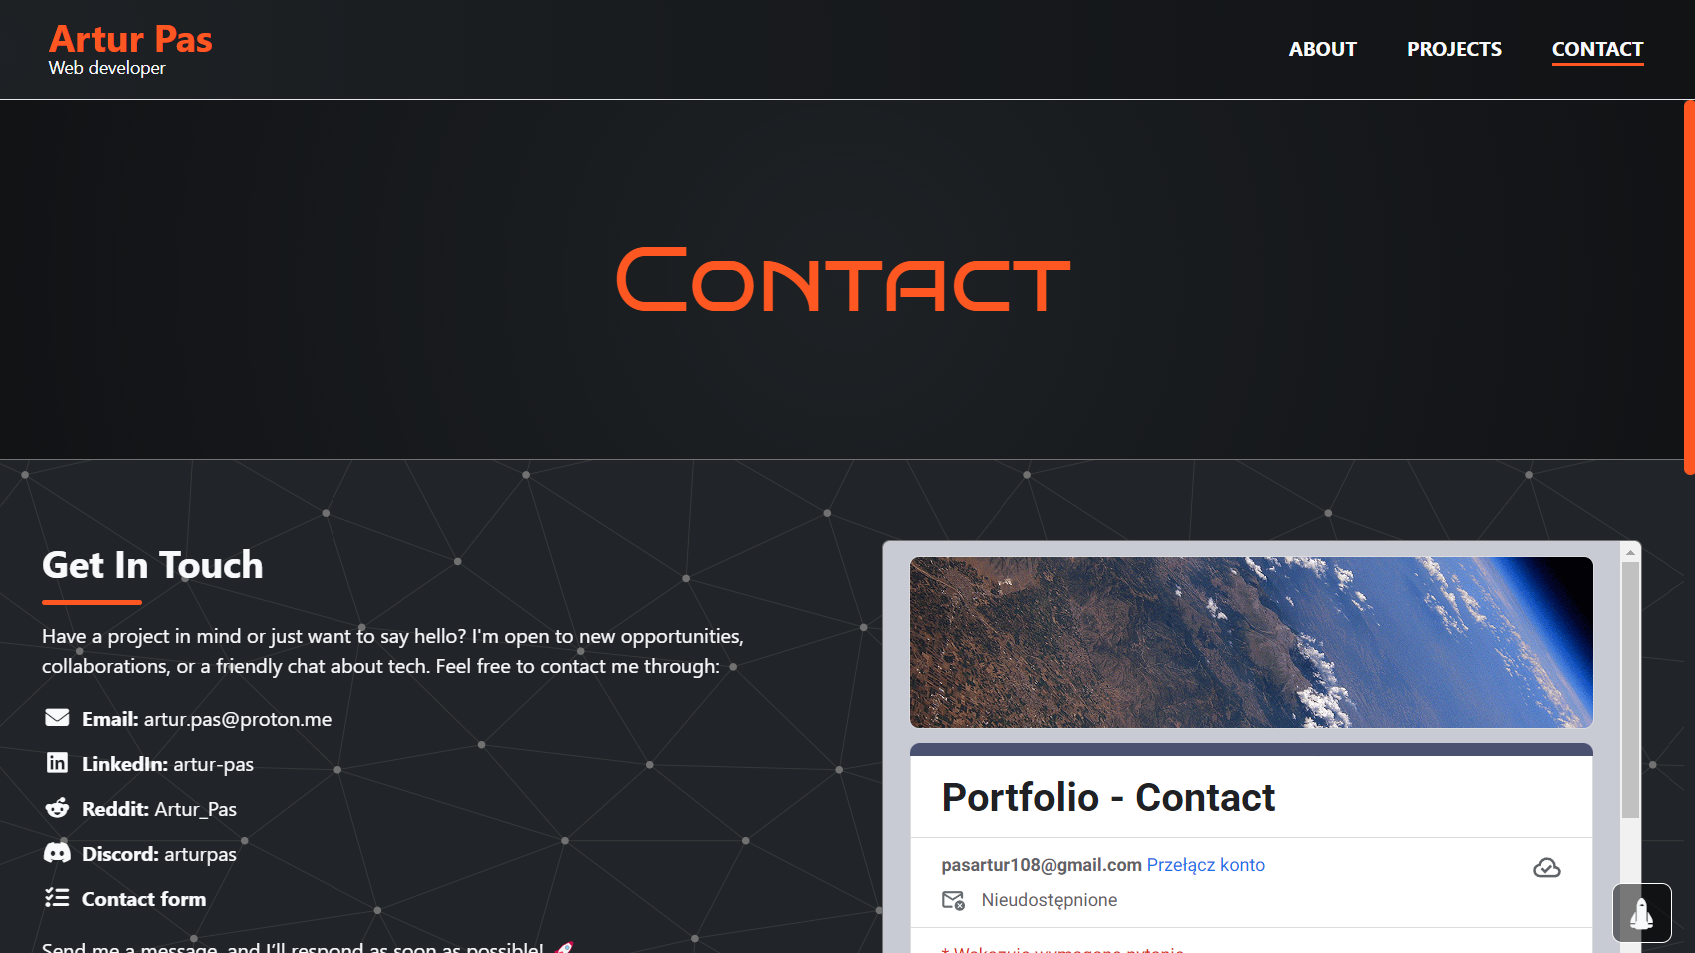 Artur Pas
Web developer
ABOUT
PROJECTS
CONTACT
Contact
Get In Touch
Have a project in mind or just want to say hello? I'm open to new opportunities,
collaborations, or a friendly chat about tech. Feel free to contact me through:
Email: artur.pas@proton.me
LinkedIn: artur-pas
Reddit: Artur_Pas
Discord: arturpas
Contact form
Send me a message, and I'll respond as soon as possible! 🚀
Portfolio - Contact
pasartur108@gmail.com Przełącz konto
Nieudostępnione
* Wskazuje wymagane pytanie